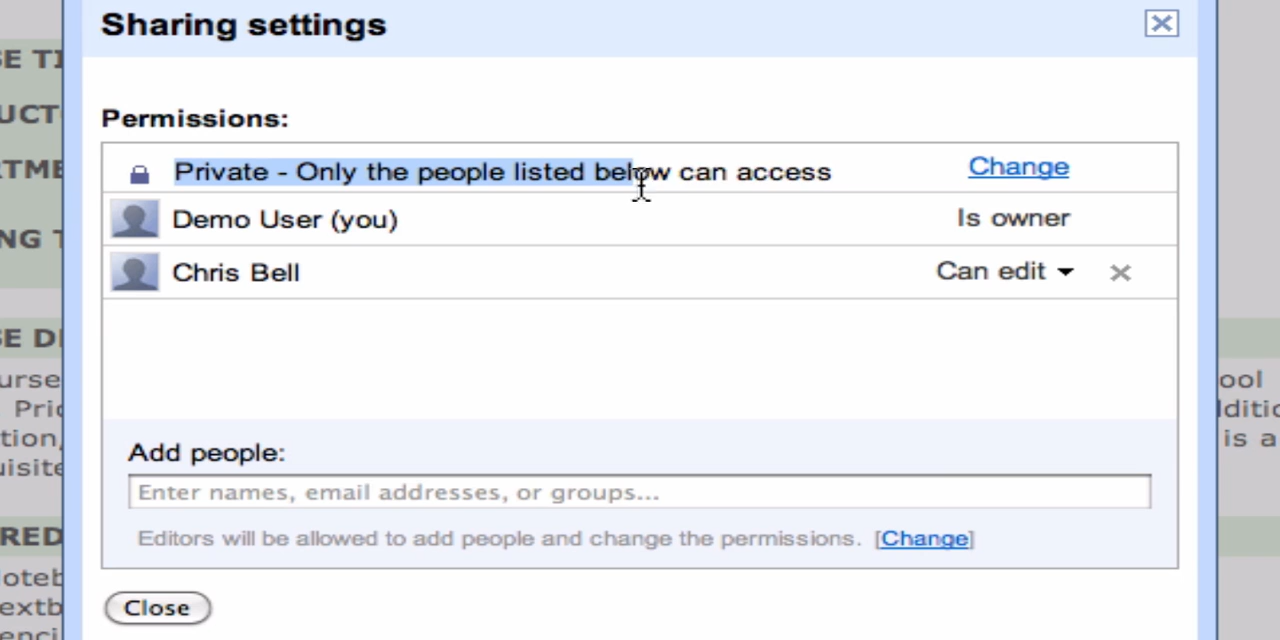 Sharing settings
Permissions:
Private - Only the people listed below can access Change
Demo User (you) Is owner
Chris Bell Can edit
Add people:
Enter names, email addresses, or groups...
Editors will be allowed to add people and change the permissions. [Change]
Close